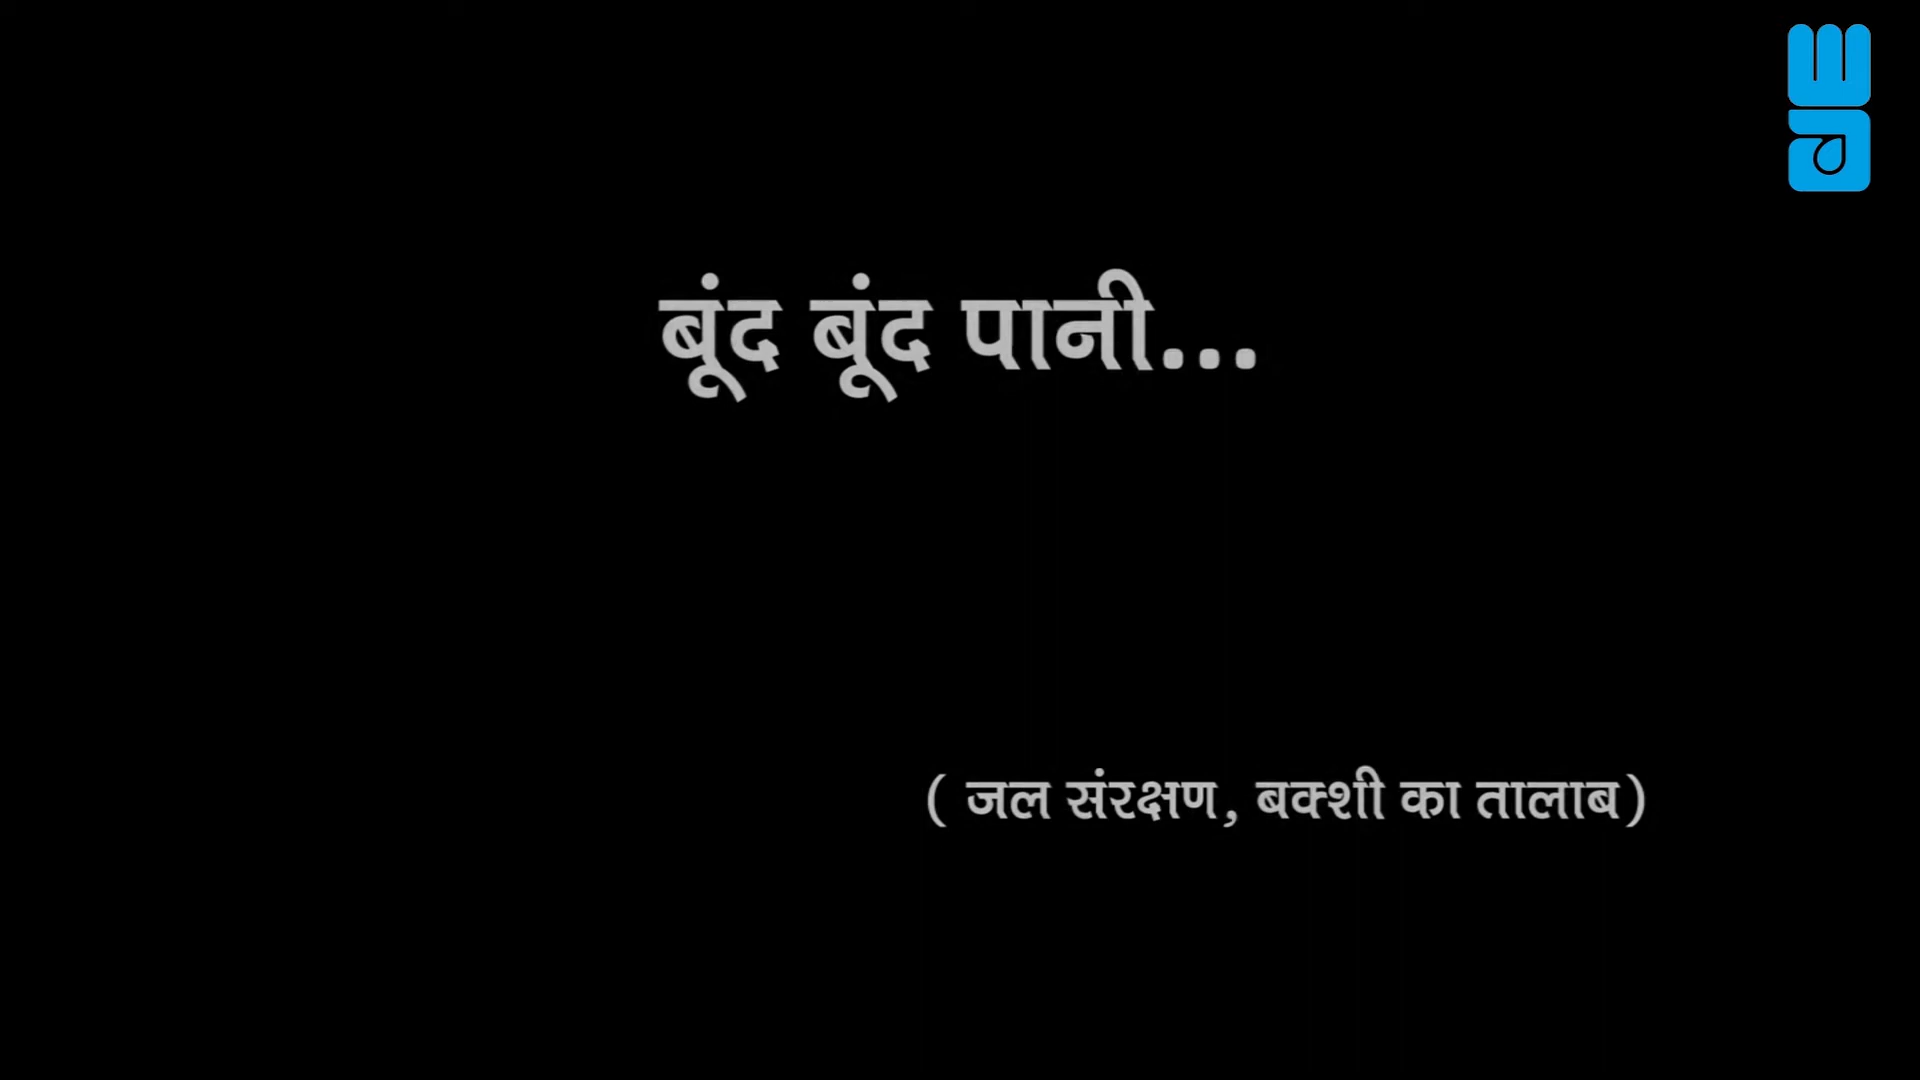 बूंद बूंद पानी...
( जल संरक्षण, बक्शी का तालाब)